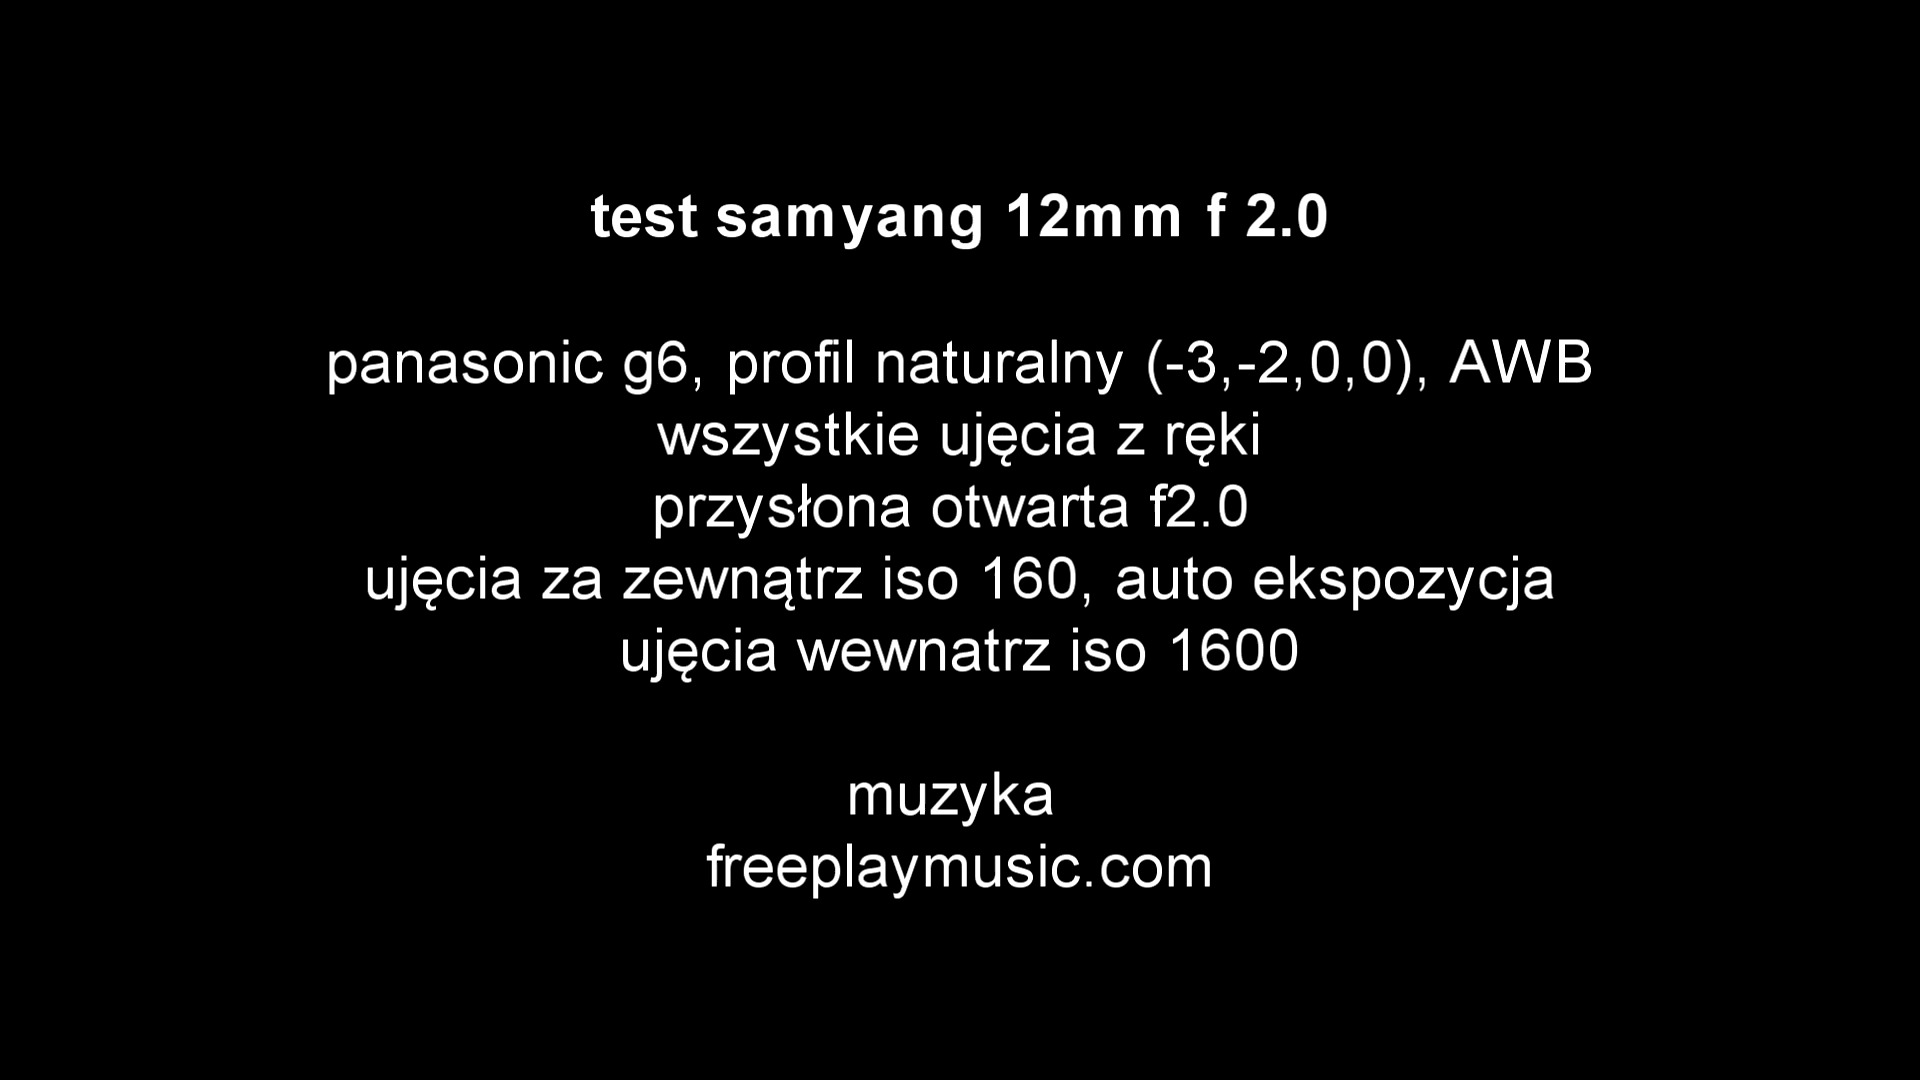 test samyang 12mm f 2.0
panasonic g6, profil naturalny (-3,-2,0,0), AWB
wszystkie ujęcia z ręki
przysłona otwarta f2.0
ujęcia za zewnątrz iso 160, auto ekspozycja
ujęcia wewnatrz iso 1600
muzyka
freeplaymusic.com